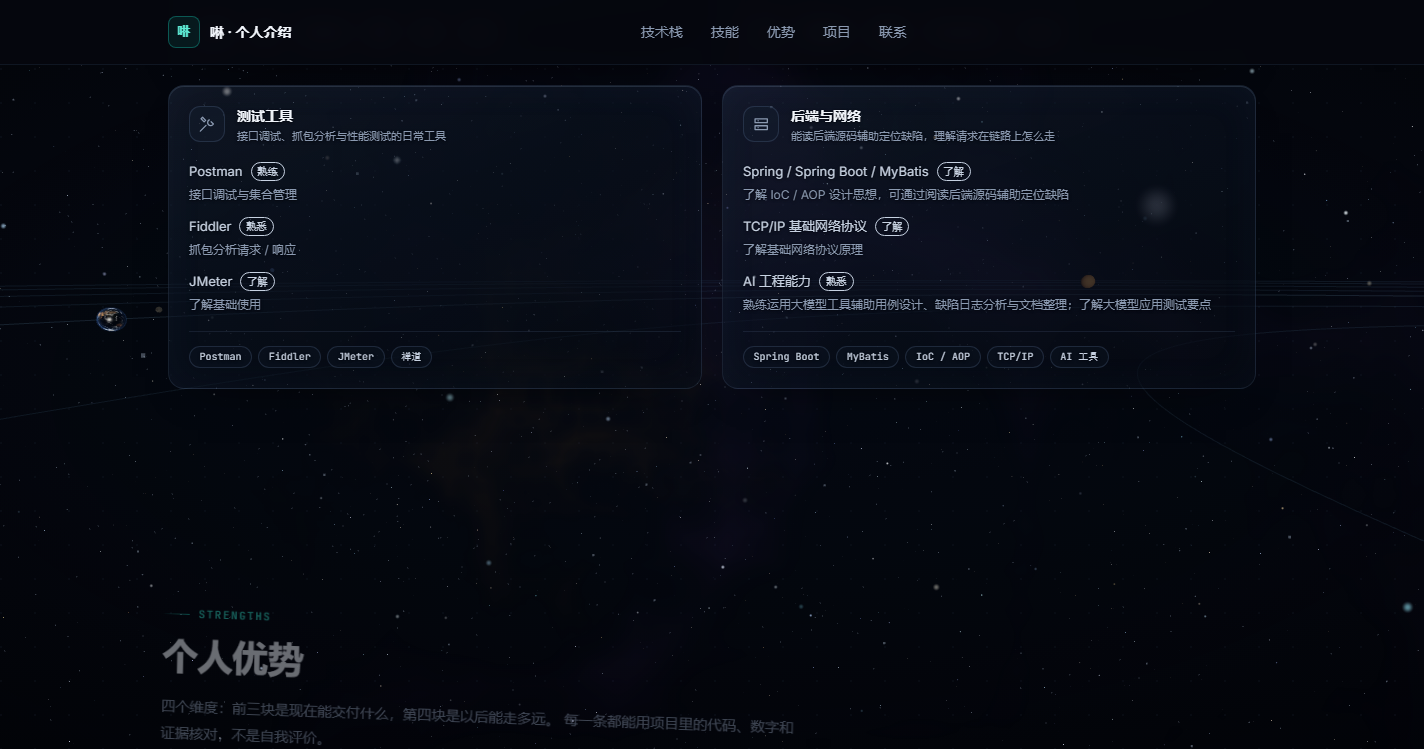 啉
啉 · 个人介绍
技术栈 技能 优势 项目 联系
测试工具
接口调试、抓包分析与性能测试的日常工具
Postman 熟练
接口调试与集合管理
Fiddler 熟悉
抓包分析请求 / 响应
JMeter 了解
了解基础使用
Postman Fiddler JMeter 禅道
后端与网络
能读后端源码辅助定位缺陷，理解请求在链路上怎么走
Spring / Spring Boot / MyBatis 了解
了解 IoC / AOP 设计思想，可通过阅读后端源码辅助定位缺陷
TCP/IP 基础网络协议 了解
了解基础网络协议原理
AI 工程能力 熟悉
熟练运用大模型工具辅助用例设计、缺陷日志分析与文档整理；了解大模型应用测试要点
Spring Boot MyBatis IoC / AOP TCP/IP AI 工具
STRENGTHS
个人优势
四个维度：前三块是现在能交付什么，第四块是以后能走多远。 每一条都能用项目里的代码、数字和
证据核对，不是自我评价。